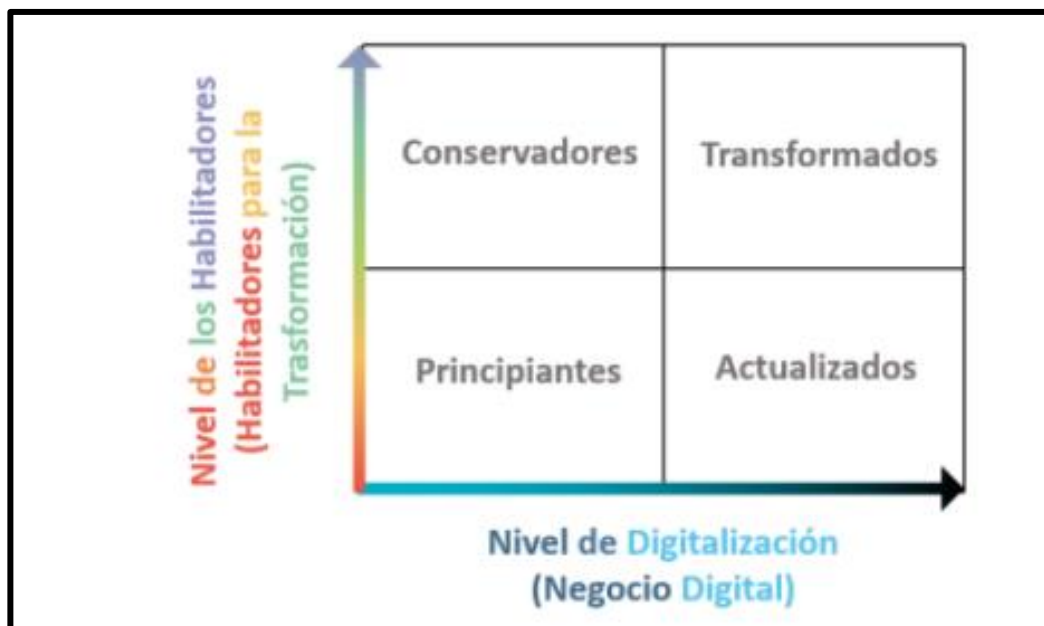 Nivel de los Habilitadores
(Habilitadores para la
Trasformación)
Conservadores
Transformados
Principiantes
Actualizados
Nivel de Digitalización
(Negocio Digital)